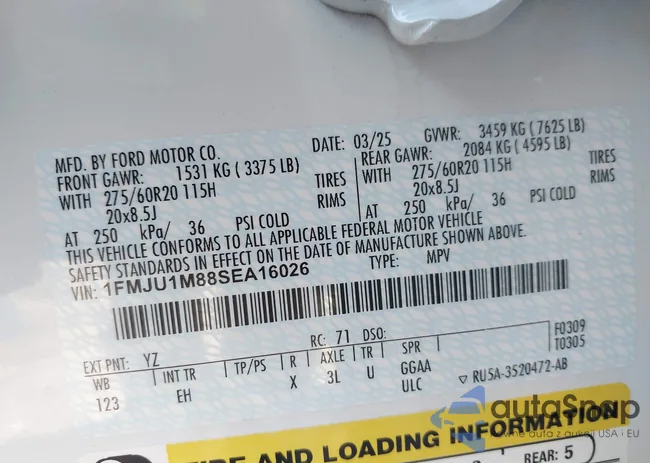 MFD. BY FORD MOTOR CO. DATE: 03/25 GVWR: 3459 KG (7625 LB)
FRONT GAWR: 1531 KG (3375 LB) REAR GAWR: 2084 KG (4595 LB)
WITH 275/60R20 115H TIRES WITH 275/60R20 115H TIRES
20x8.5J RIMS 20x8.5J RIMS
AT 250 kPa/ 36 PSI COLD AT 250 kPa/ 36 PSI COLD
THIS VEHICLE CONFORMS TO ALL APPLICABLE FEDERAL MOTOR VEHICLE
SAFETY STANDARDS IN EFFECT ON THE DATE OF MANUFACTURE SHOWN ABOVE.
VIN: 1FMJU1M88SEA16026 TYPE: MPV
EXT PNT: YZ RC: 71 DSO: F0309
WB INT TR TP/PS R AXLE TR SPR T0305
123 EH X 3L U GGAA
ULC ▽ RU5A-3520472-AB
autoSnap
pewne auta z aukcji USA i EU
TIRE AND LOADING INFORMATION
REAR: 5